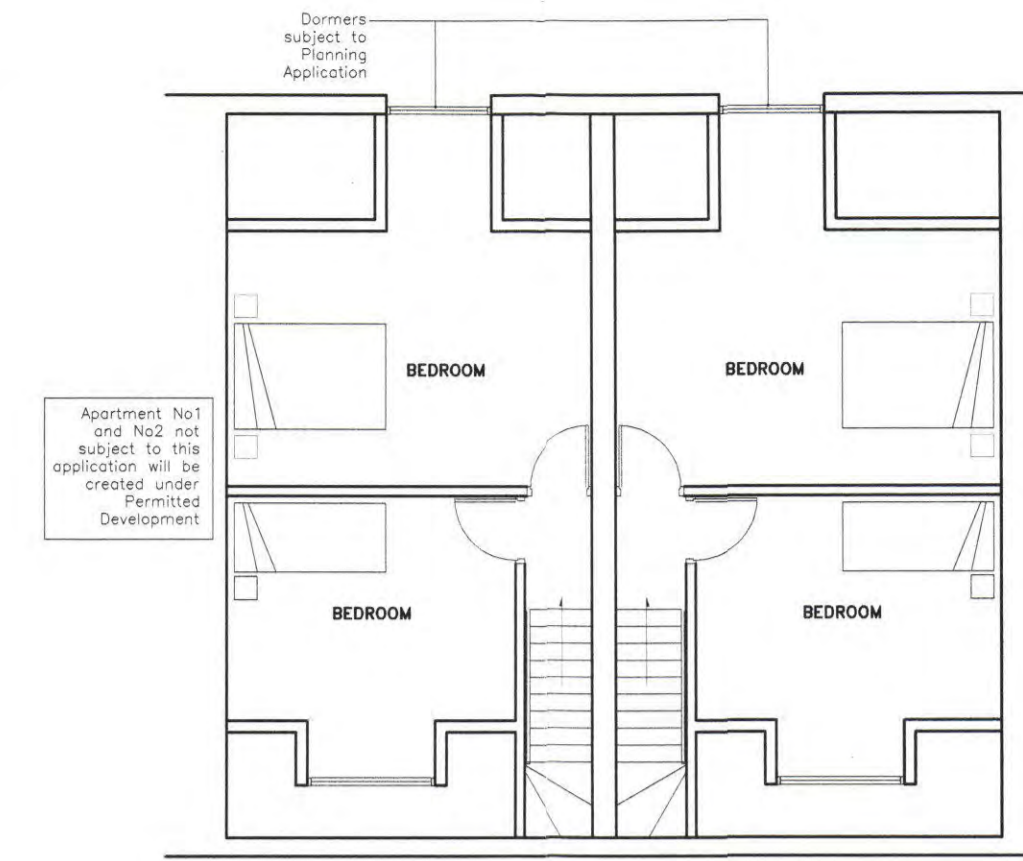 Dormers
subject to
Planning
Application
BEDROOM
BEDROOM
Apartment No1
and No2 not
subject to this
application will be
created under
Permitted
Development
BEDROOM
BEDROOM